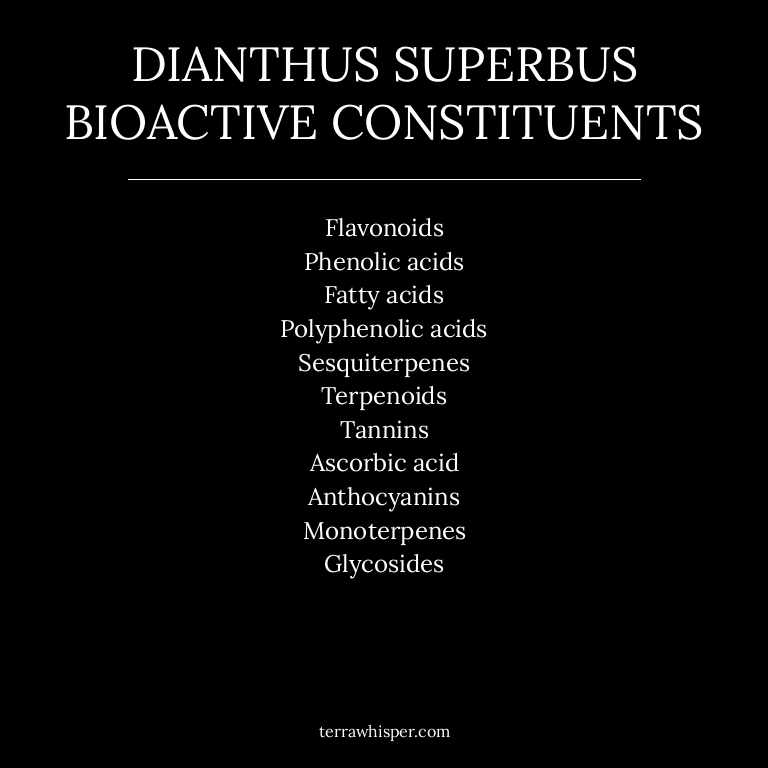 DIANTHUS SUPERBUS
BIOACTIVE CONSTITUENTS
Flavonoids
Phenolic acids
Fatty acids
Polyphenolic acids
Sesquiterpenes
Terpenoids
Tannins
Ascorbic acid
Anthocyanins
Monoterpenes
Glycosides
terrawhisper.com